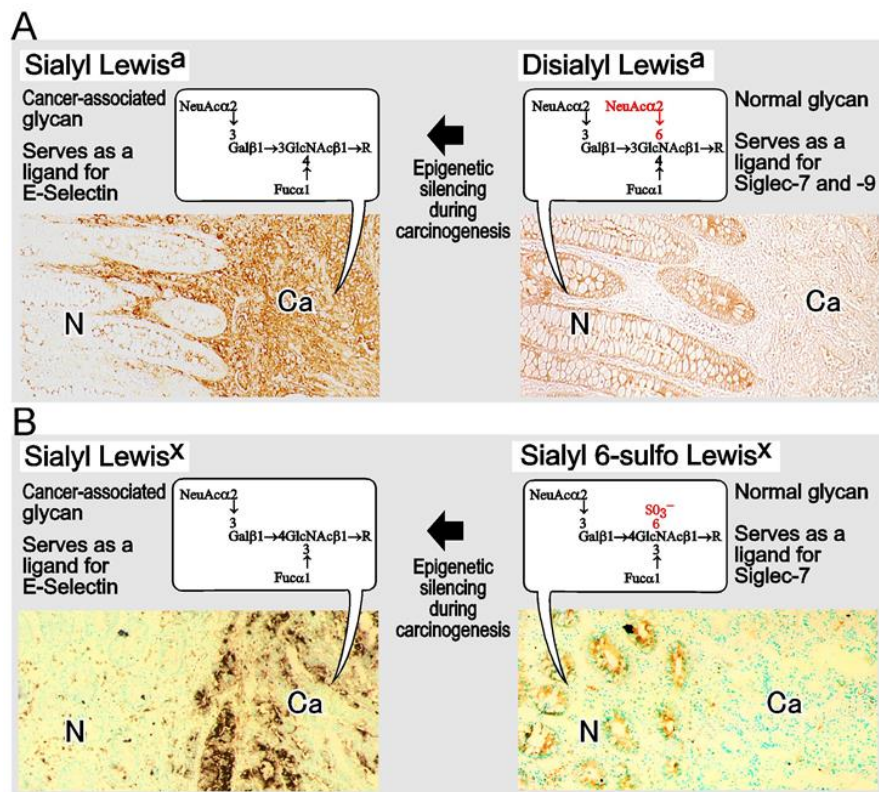 A
Sialyl Lewisa
Cancer-associated
glycan
Serves as a
ligand for
E-Selectin
NeuAcα2
↓
3
Galβ1→3GlcNAcβ1→R
4
↑
Fucα1
N
Ca
Epigenetic
silencing
during
carcinogenesis
Disialyl Lewisa
NeuAcα2 NeuAcα2
↓ ↓
3 6
Galβ1→3GlcNAcβ1→R
4
↑
Fucα1
Normal glycan
Serves as a
ligand for
Siglec-7 and -9
N
Ca
B
Sialyl Lewisx
Cancer-associated
glycan
Serves as a
ligand for
E-Selectin
NeuAcα2
↓
3
Galβ1→4GlcNAcβ1→R
3
↑
Fucα1
N
Ca
Epigenetic
silencing
during
carcinogenesis
Sialyl 6-sulfo Lewisx
NeuAcα2
↓ SO3−
3 6
Galβ1→4GlcNAcβ1→R
3
↑
Fucα1
Normal glycan
Serves as a
ligand for
Siglec-7
N
Ca